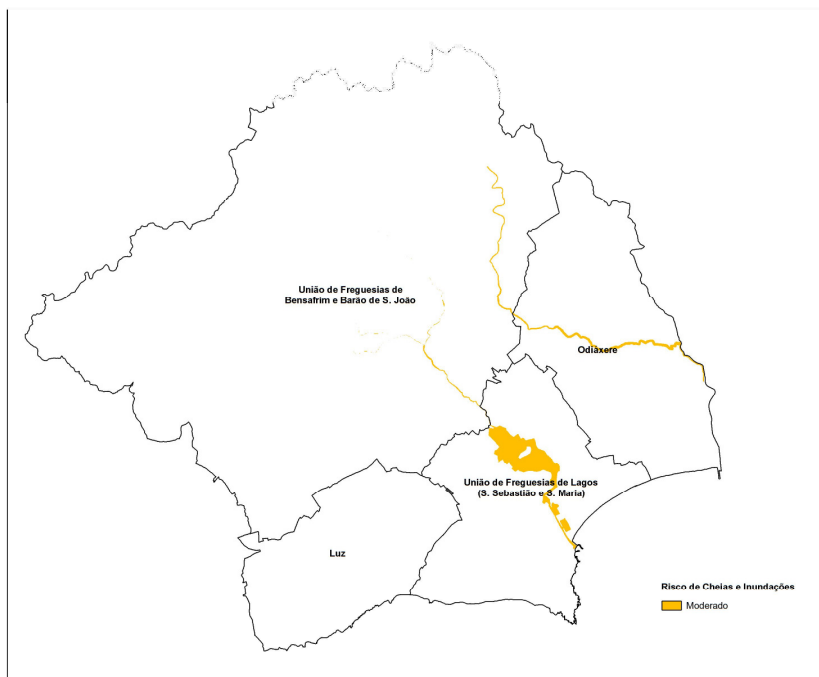 União de Freguesias de
Bensafrim e Barão de S. João
Odiáxere
União de Freguesias de Lagos
(S. Sebastião e S. Maria)
Luz
Risco de Cheias e Inundações
Moderado